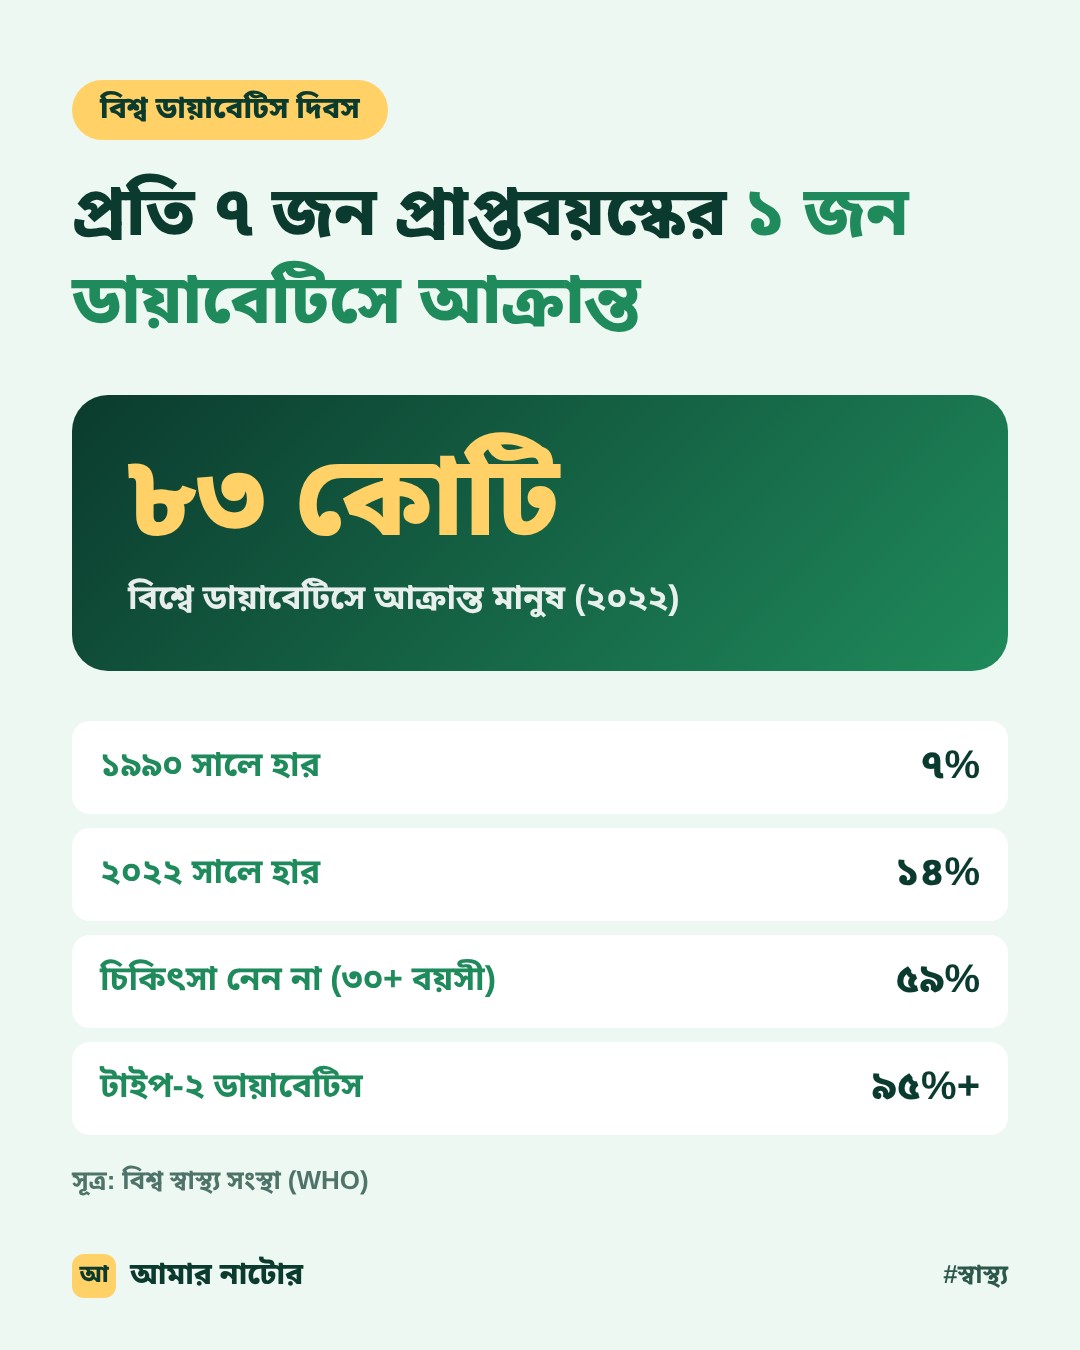 বিশ্ব ডায়াবেটিস দিবস
প্রতি ৭ জন প্রাপ্তবয়স্কের ১ জন
ডায়াবেটিসে আক্রান্ত
৮৩ কোটি
বিশ্বে ডায়াবেটিসে আক্রান্ত মানুষ (২০২২)
১৯৯০ সালে হার ৭%
২০২২ সালে হার ১৪%
চিকিৎসা নেন না (৩০+ বয়সী) ৫৯%
টাইপ-২ ডায়াবেটিস ৯৫%+
সূত্র: বিশ্ব স্বাস্থ্য সংস্থা (WHO)
আ আমার নাটোর #স্বাস্থ্য